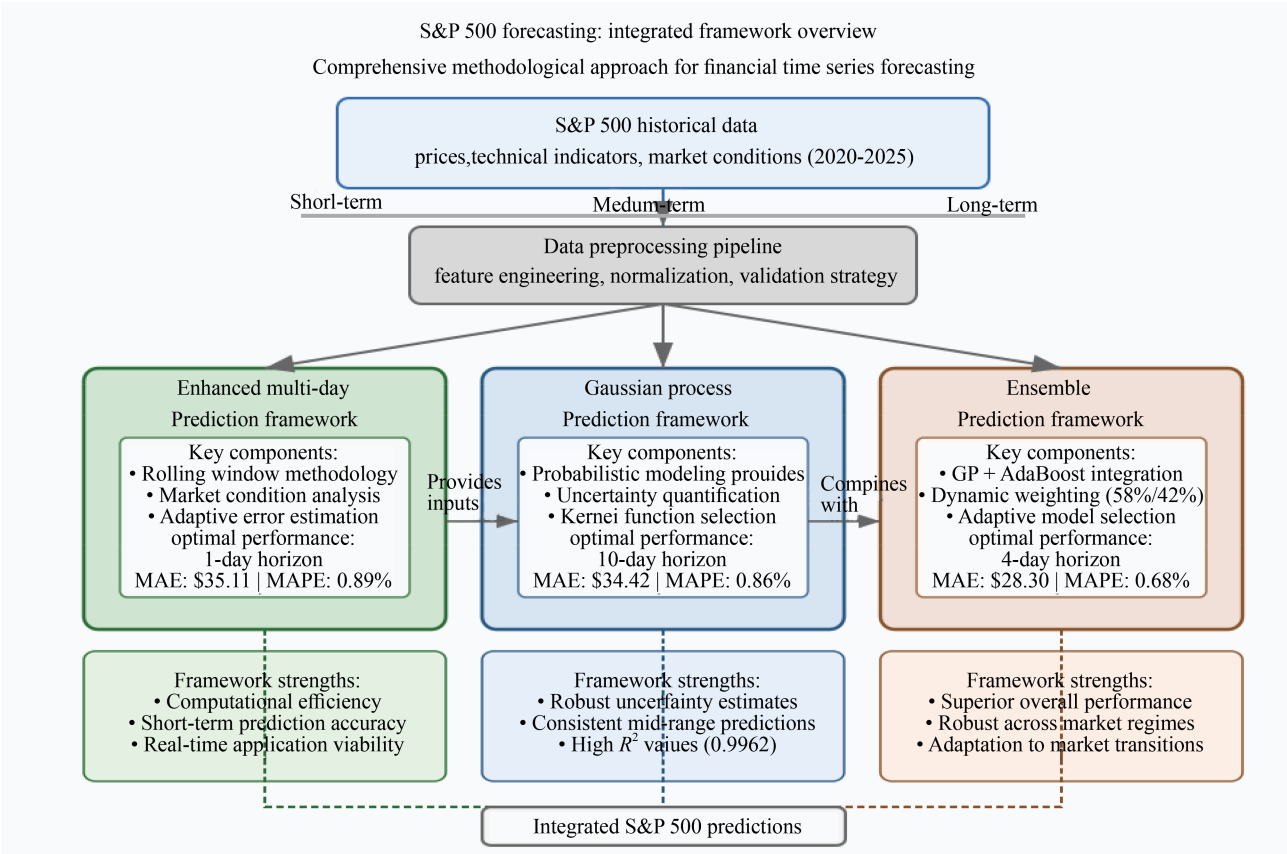 S&P 500 forecasting: integrated framework overview
Comprehensive methodological approach for financial time series forecasting
S&P 500 historical data
prices,technical indicators, market conditions (2020-2025)
Shorl-term
Medum-term
Long-term
Data preprocessing pipeline
feature engineering, normalization, validation strategy
Enhanced multi-day
Prediction framework
Key components:
• Rolling window methodology
• Market condition analysis
• Adaptive error estimation
optimal performance:
1-day horizon
MAE: $35.11 | MAPE: 0.89%
Provides
inputs
Gaussian process
Prediction framework
Key components:
• Probabilistic modeling prouides
• Uncertainty quantification
• Kernei function selection
optimal performance:
10-day horizon
MAE: $34.42 | MAPE: 0.86%
Compines
with
Ensemble
Prediction framework
Key components:
• GP + AdaBoost integration
• Dynamic weighting (58%/42%)
• Adaptive model selection
optimal performance:
4-day horizon
MAE: $28.30 | MAPE: 0.68%
Framework strengths:
• Computational efficiency
• Short-term prediction accuracy
• Real-time application viability
Framework strengths:
• Robust uncerfainty estimates
• Consistent mid-range predictions
• High R² vaiues (0.9962)
Framework strengths:
• Superior overall performance
• Robust across market regimes
• Adaptation to market transitions
Integrated S&P 500 predictions